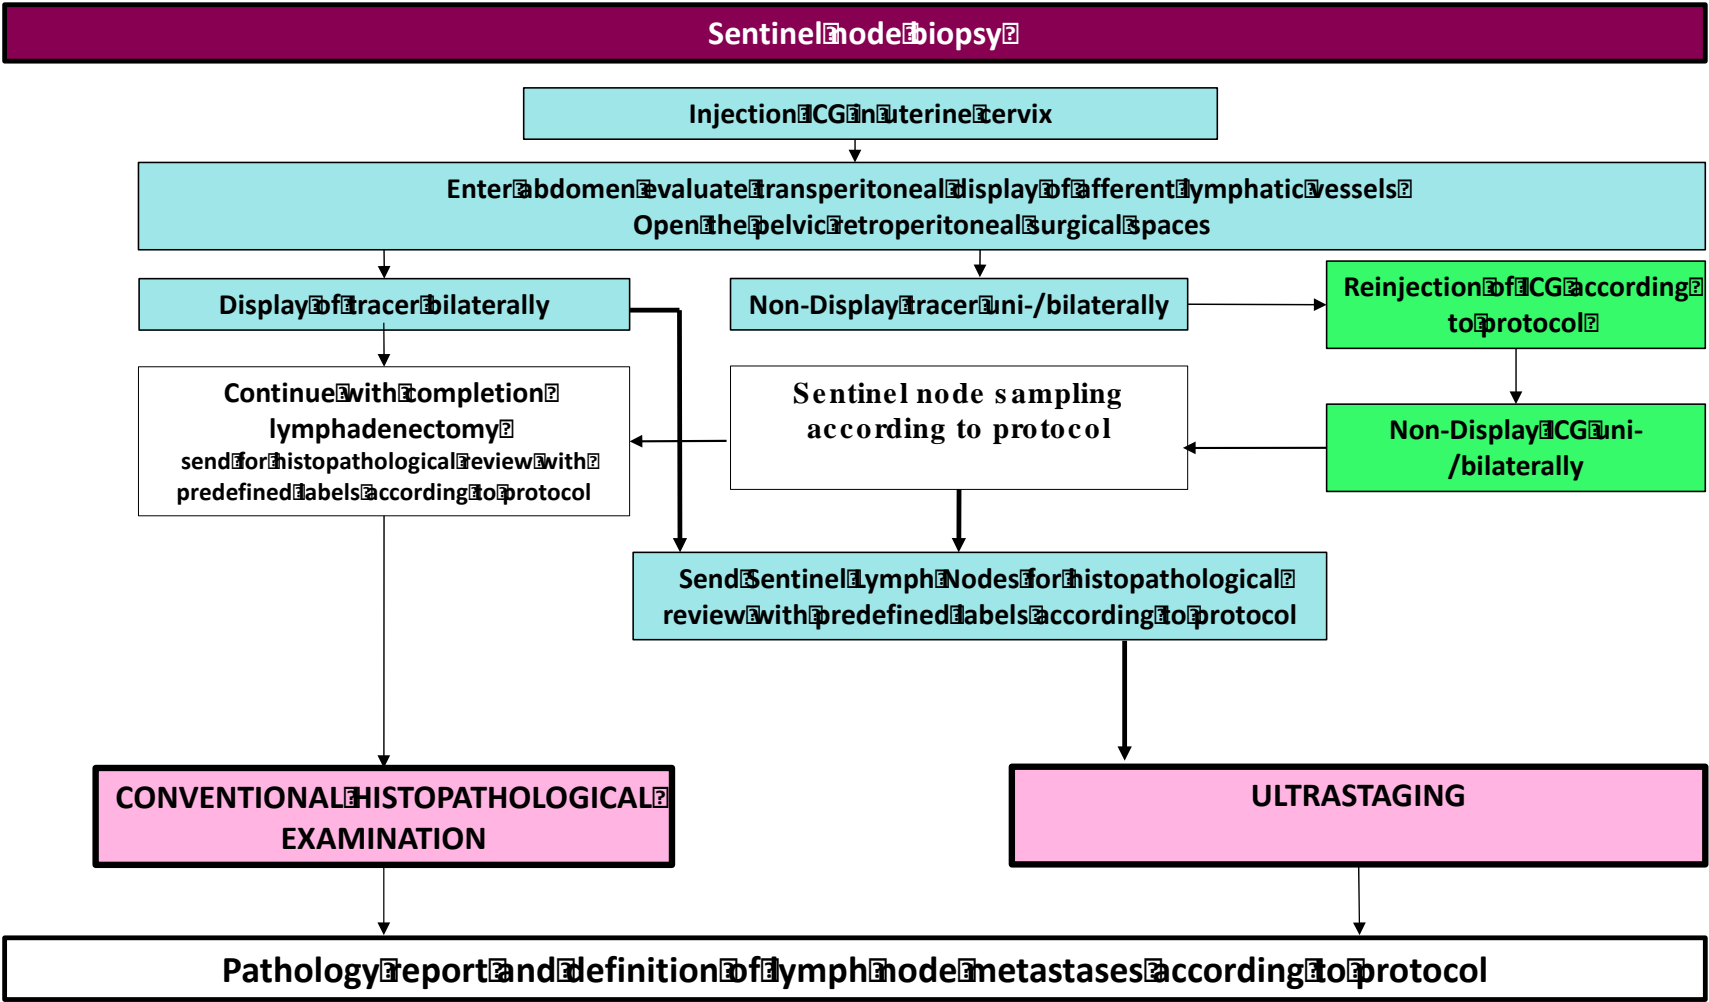 Sentinel node biopsy
Injection ICG in uterine cervix
Enter abdomen evaluate transperitoneal display of afferent lymphatic vessels
Open the pelvic retroperitoneal surgical spaces
Display of tracer bilaterally
Non-Display tracer uni-/bilaterally
Reinjection of ICG according
to protocol
Continue with completion
lymphadenectomy
send for histopathological review with
predefined labels according to protocol
Sentinel node sampling
according to protocol
Non-Display ICG uni-
/bilaterally
Send Sentinel Lymph Nodes for histopathological
review with predefined labels according to protocol
CONVENTIONAL HISTOPATHOLOGICAL
EXAMINATION
ULTRASTAGING
Pathology report and definition of lymph node metastases according to protocol